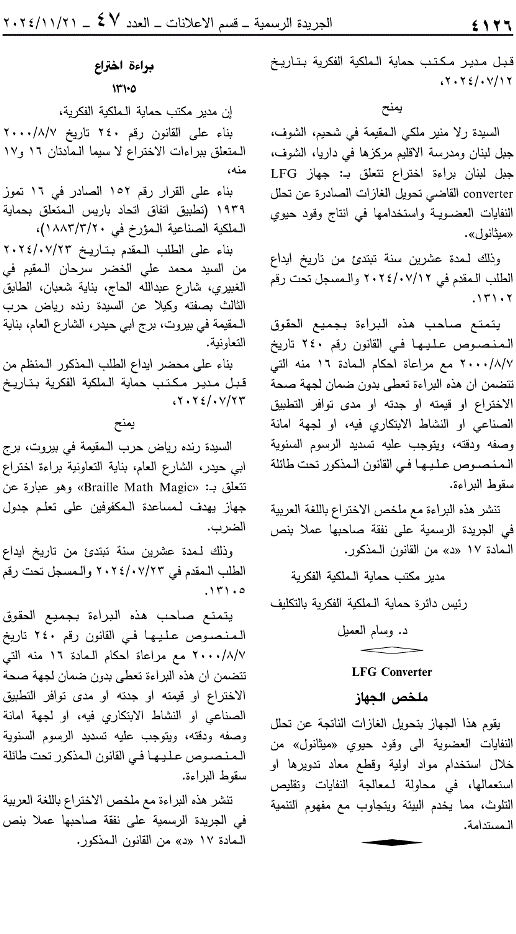 ٤١٢٦
الجريدة الرسمية ــ قسم الاعلانات ــ العدد ٤٧ ــ ٢٠٢٤/١١/٢١
قبل مدير مكتب حماية الملكية الفكرية بتاريخ
٢٠٢٤/٠٧/١٢،
يمنح
السيدة رلا منير ملكي المقيمة في شحيم، الشوف،
جبل لبنان ومدرسة الاقليم مركزها في داريا، الشوف،
جبل لبنان براءة اختراع تتعلق بـ: جهاز LFG
converter القاضي تحويل الغازات الصادرة عن تحلل
النفايات العضوية واستخدامها في انتاج وقود حيوي
«ميثانول».
وذلك لمدة عشرين سنة تبتدئ من تاريخ ايداع
الطلب المقدم في ٢٠٢٤/٠٧/١٢ والمسجل تحت رقم
١٣١٠٢.
يتمتع صاحب هذه البراءة بجميع الحقوق
المنصوص عليها في القانون رقم ٢٤٠ تاريخ
٢٠٠٠/٨/٧ مع مراعاة احكام المادة ١٦ منه التي
تتضمن ان هذه البراءة تعطى بدون ضمان لجهة صحة
الاختراع او قيمته او جدته او مدى توافر التطبيق
الصناعي او النشاط الابتكاري فيه، او لجهة امانة
وصفه ودقته، ويتوجب عليه تسديد الرسوم السنوية
المنصوص عليها في القانون المذكور تحت طائلة
سقوط البراءة.
تنشر هذه البراءة مع ملخص الاختراع باللغة العربية
في الجريدة الرسمية على نفقة صاحبها عملا بنص
المادة ١٧ «د» من القانون المذكور.
مدير مكتب حماية الملكية الفكرية
رئيس دائرة حماية الملكية الفكرية بالتكليف
د. وسام العميل
LFG Converter
ملخص الجهاز
يقوم هذا الجهاز بتحويل الغازات الناتجة عن تحلل
النفايات العضوية الى وقود حيوي «ميثانول» من
خلال استخدام مواد اولية وقطع معاد تدويرها او
استعمالها، في محاولة لمعالجة النفايات وتقليص
التلوث، مما يخدم البيئة ويتجاوب مع مفهوم التنمية
المستدامة.
براءة اختراع
١٣١٠٥
إن مدير مكتب حماية الملكية الفكرية،
بناء على القانون رقم ٢٤٠ تاريخ ٢٠٠٠/٨/٧
المتعلق ببراءات الاختراع لا سيما المادتان ١٦ و١٧
منه،
بناء على القرار رقم ١٥٢ الصادر في ١٦ تموز
١٩٣٩ (تطبيق اتفاق اتحاد باريس المتعلق بحماية
الملكية الصناعية المؤرخ في ١٨٨٣/٣/٢٠)،
بناء على الطلب المقدم بتاريخ ٢٠٢٤/٠٧/٢٣
من السيد محمد علي الخضر سرحان المقيم في
الغبيري، شارع عبدالله الحاج، بناية شعبان، الطابق
الثالث بصفته وكيلا عن السيدة رنده رياض حرب
المقيمة في بيروت، برج ابي حيدر، الشارع العام، بناية
التعاونية.
بناء على محضر ايداع الطلب المذكور المنظم من
قبل مدير مكتب حماية الملكية الفكرية بتاريخ
٢٠٢٤/٠٧/٢٣،
يمنح
السيدة رنده رياض حرب المقيمة في بيروت، برج
ابي حيدر، الشارع العام، بناية التعاونية براءة اختراع
تتعلق بـ: «Braille Math Magic» وهو عبارة عن
جهاز يهدف لمساعدة المكفوفين على تعلم جدول
الضرب.
وذلك لمدة عشرين سنة تبتدئ من تاريخ ايداع
الطلب المقدم في ٢٠٢٤/٠٧/٢٣ والمسجل تحت رقم
١٣١٠٥.
يتمتع صاحب هذه البراءة بجميع الحقوق
المنصوص عليها في القانون رقم ٢٤٠ تاريخ
٢٠٠٠/٨/٧ مع مراعاة احكام المادة ١٦ منه التي
تتضمن ان هذه البراءة تعطى بدون ضمان لجهة صحة
الاختراع او قيمته او جدته او مدى توافر التطبيق
الصناعي او النشاط الابتكاري فيه، او لجهة امانة
وصفه ودقته، ويتوجب عليه تسديد الرسوم السنوية
المنصوص عليها في القانون المذكور تحت طائلة
سقوط البراءة.
تنشر هذه البراءة مع ملخص الاختراع باللغة العربية
في الجريدة الرسمية على نفقة صاحبها عملا بنص
المادة ١٧ «د» من القانون المذكور.